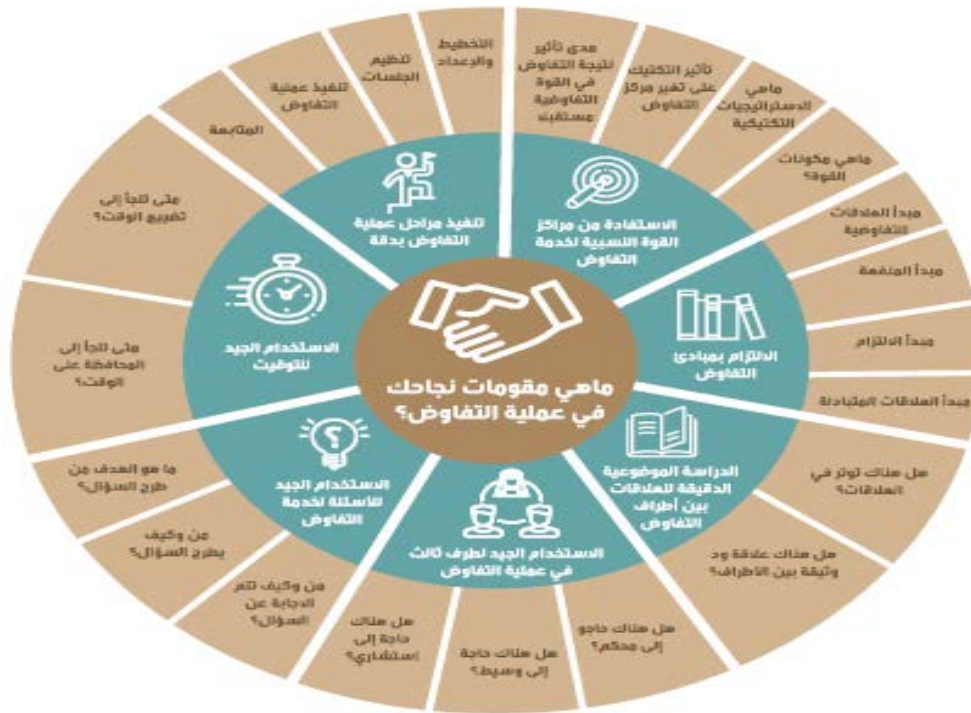 ماهي مقومات نجاحك
في عملية التفاوض؟
الاستفادة من مراكز
القوة النسبية لخدمة
التفاوض
مدى تأثير
نتيجة التفاوض
في القوة
التفاوضية
مستقبلا
تأثير التكتيك
على تغير مركز
التفاوض
ماهي
الاستراتيجيات
التكتيكية
ماهي مكونات
القوة؟
الالتزام بمبادئ
التفاوض
مبدأ العلاقات
التفاوضية
مبدأ المنفعة
مبدأ الالتزام
مبدأ العلاقات المتبادلة
الدراسة الموضوعية
الدقيقة للعلاقات
بين أطراف
التفاوض
هل هناك توتر في
العلاقات؟
هل هناك علاقة ود
وثيقة بين الأطراف؟
الاستخدام الجيد لطرف ثالث
في عملية التفاوض
هل هناك حاجو
إلى محكم؟
هل هناك حاجة
إلى وسيط؟
هل هناك
حاجة إلى
استشاري؟
الاستخدام الجيد
للأسئلة لخدمة
التفاوض
من وكيف تتم
الاجابة عن
السؤال؟
من وكيف
يطرح السؤال؟
ما هو الهدف من
طرح السؤال؟
الاستخدام الجيد
للتوقيت
متى تلجأ إلى
المحافظة على
الوقت؟
متى تلجأ إلى
تضييع الوقت؟
تنفيذ مراحل عملية
التفاوض بدقة
المتابعة
تنفيذ عملية
التفاوض
تنظيم
الجلسات
التخطيط
والإعداد